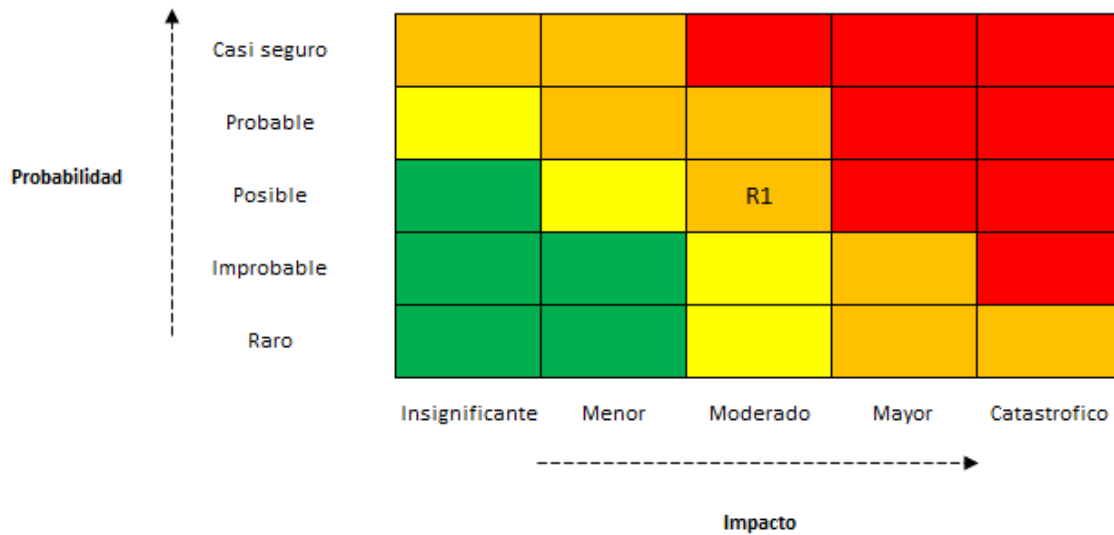 Casi seguro
Probable
Probabilidad
Posible
R1
Improbable
Raro
Insignificante
Menor
Moderado
Mayor
Catastrofico
Impacto